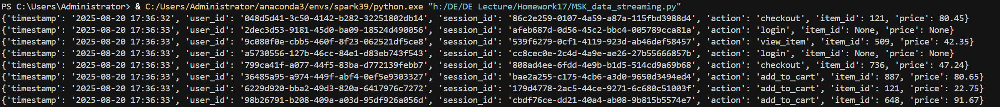 PS C:\Users\Administrator> & C:/Users/Administrator/anaconda3/envs/spark39/python.exe "h:/DE/DE Lecture/Homework17/MSK_data_streaming.py"
{'timestamp': '2025-08-20 17:36:32', 'user_id': '048d5d41-3c50-4142-b282-32251802db14', 'session_id': '86c2e259-0107-4a59-a87a-115fbd3988d4', 'action': 'checkout', 'item_id': 121, 'price': 80.45}
{'timestamp': '2025-08-20 17:36:33', 'user_id': '2dec3d53-9181-45d0-ba09-18524d490056', 'session_id': 'afeb687d-0d56-45c2-bbc4-005789cca81a', 'action': 'login', 'item_id': None, 'price': None}
{'timestamp': '2025-08-20 17:36:33', 'user_id': '9c080f0e-cbb5-460f-8f23-062521df5ce8', 'session_id': '539f6279-0cf1-4119-923d-ab46def58457', 'action': 'view_item', 'item_id': 509, 'price': 42.35}
{'timestamp': '2025-08-20 17:36:33', 'user_id': 'a5730556-127b-46cc-84e1-d83eb743f543', 'session_id': 'cc8cec0e-2c4d-4a9e-ae26-27b55666857b', 'action': 'login', 'item_id': None, 'price': None}
{'timestamp': '2025-08-20 17:36:33', 'user_id': '799ca41f-a077-44f5-83ba-d772139febb7', 'session_id': '808ad4ee-6fdd-4e9b-b1d5-514cd9a69b68', 'action': 'checkout', 'item_id': 736, 'price': 47.24}
{'timestamp': '2025-08-20 17:36:33', 'user_id': '36485a95-a974-449f-abf4-0ef5e9303327', 'session_id': 'bae2a255-c175-4cb6-a3d0-9650d3494ed4', 'action': 'add_to_cart', 'item_id': 887, 'price': 80.65}
{'timestamp': '2025-08-20 17:36:33', 'user_id': '6229d920-bba2-49d3-820a-6417976c7272', 'session_id': '179d4778-2ac5-44ce-9271-6c680c51003f', 'action': 'add_to_cart', 'item_id': 121, 'price': 22.75}
{'timestamp': '2025-08-20 17:36:33', 'user_id': '98b26791-b208-409a-a03d-95df926a056d', 'session_id': 'cbdf76ce-dd21-40a4-ab08-9b815b5574e7', 'action': 'add_to_cart', 'item_id': 648, 'price': 91.67}